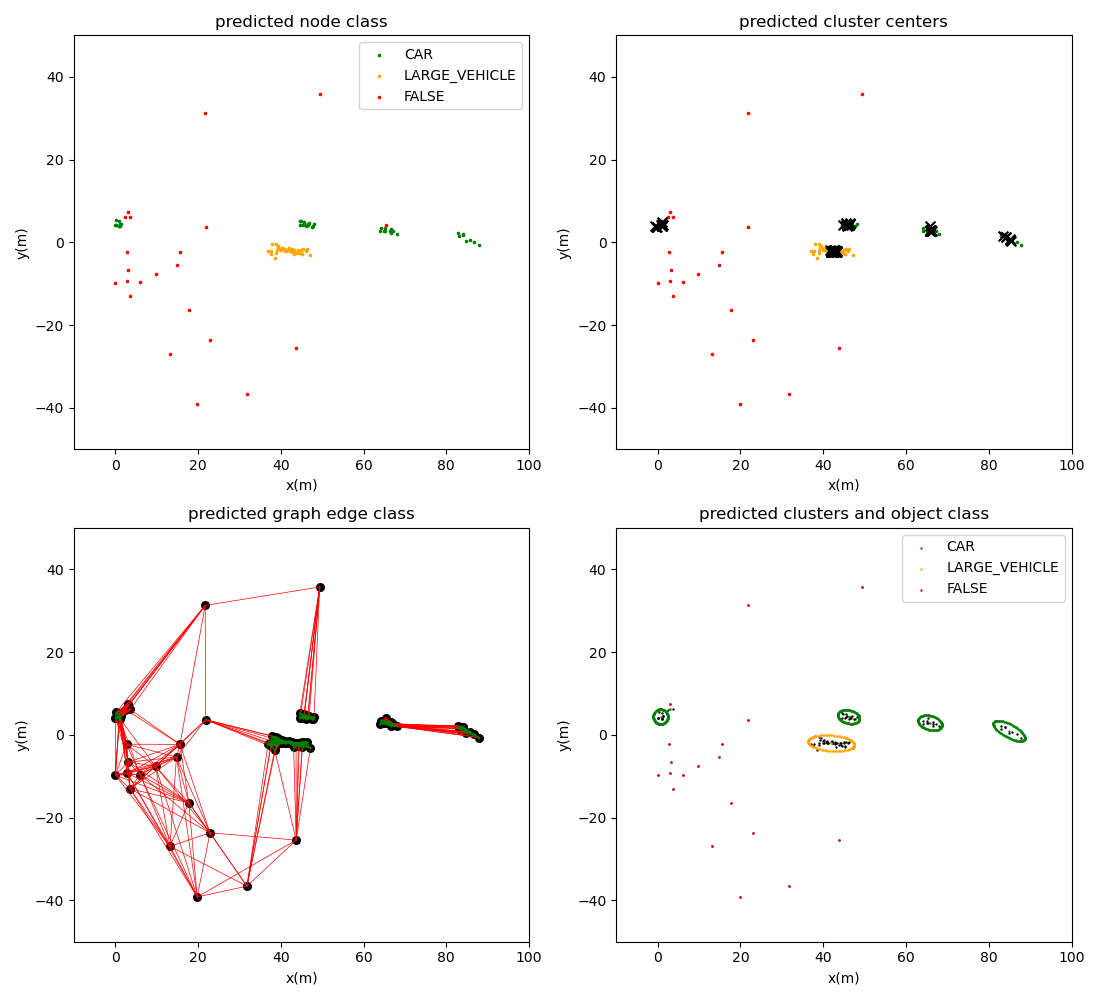 predicted node class
CAR
LARGE_VEHICLE
FALSE
40
20
0
−20
−40
y(m)
0 20 40 60 80 100
x(m)
predicted cluster centers
40
20
0
−20
−40
y(m)
0 20 40 60 80 100
x(m)
predicted graph edge class
40
20
0
−20
−40
y(m)
0 20 40 60 80 100
x(m)
predicted clusters and object class
CAR
LARGE_VEHICLE
FALSE
40
20
0
−20
−40
y(m)
0 20 40 60 80 100
x(m)